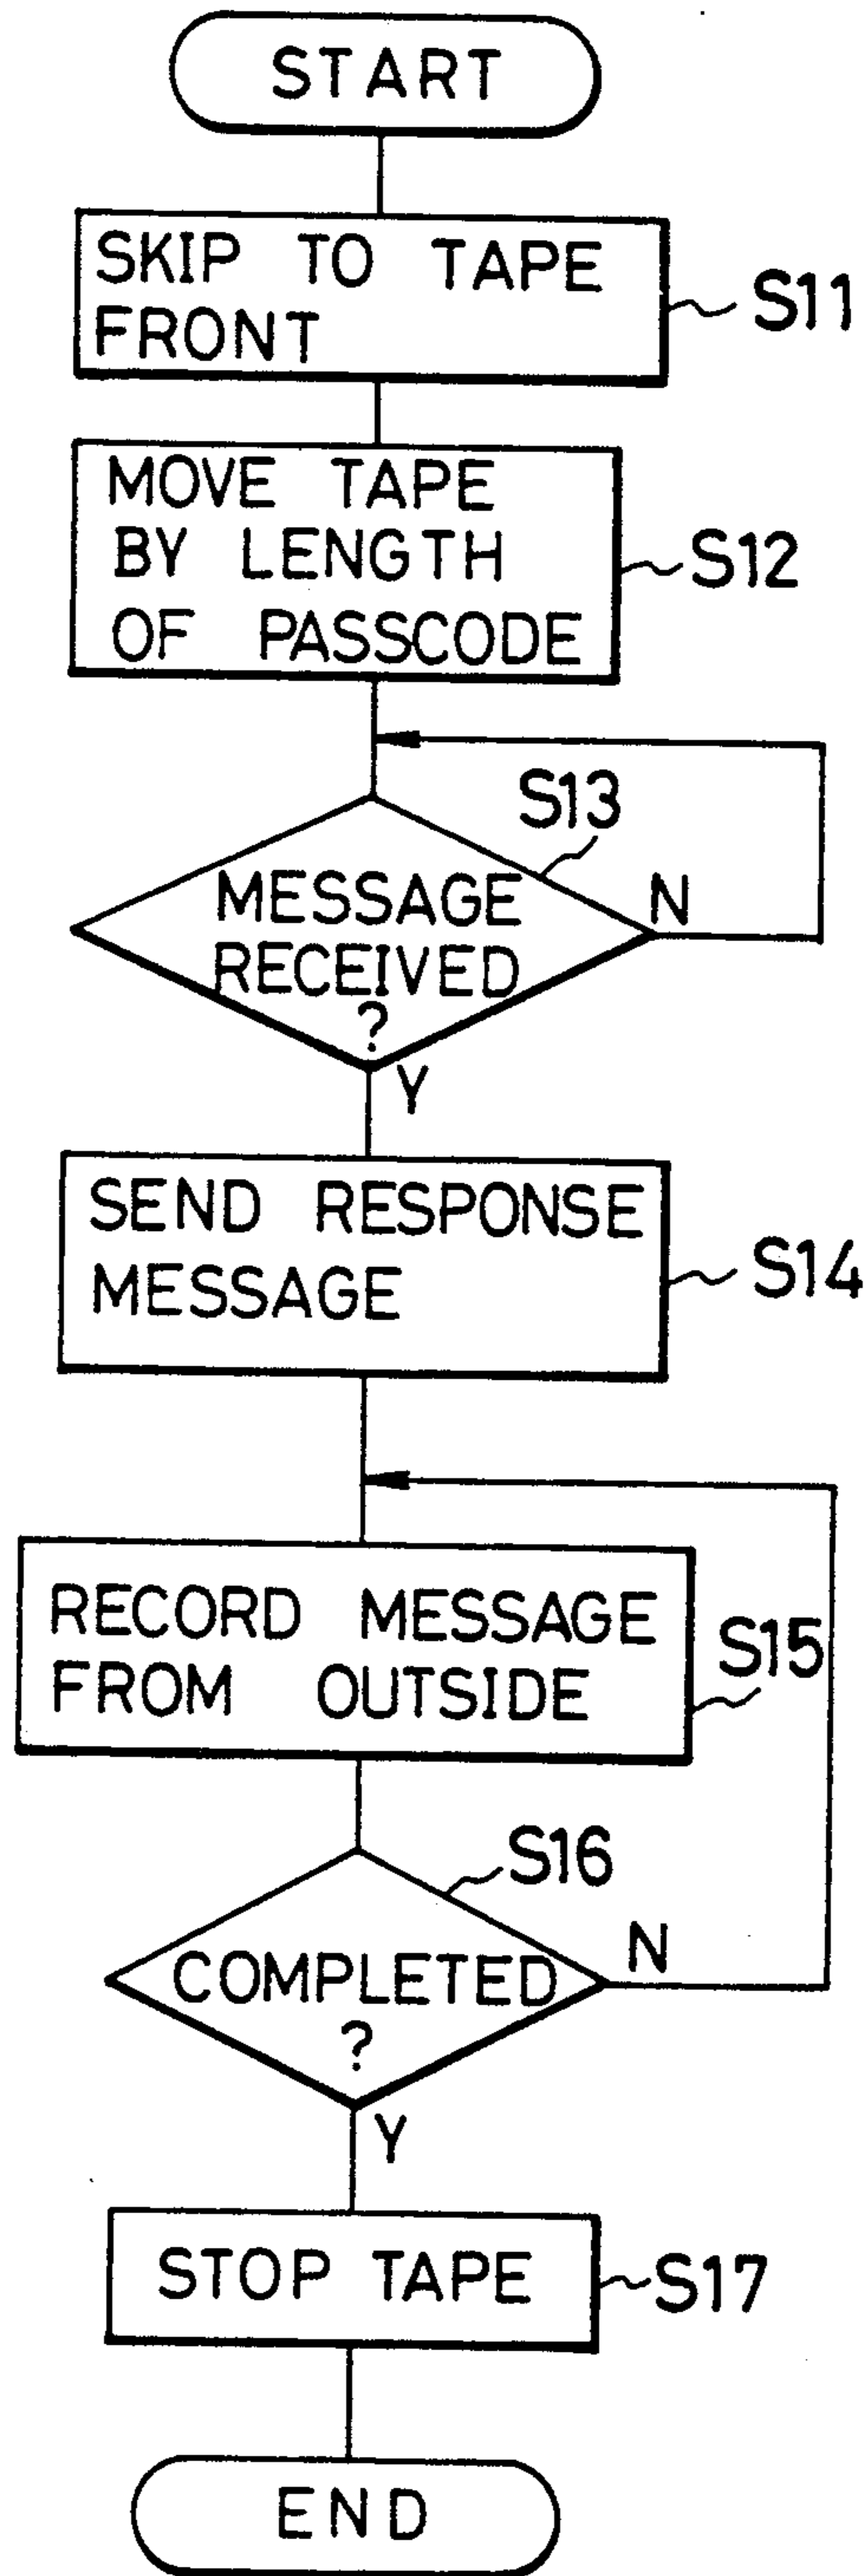 START
SKIP TO TAPE
FRONT
S11
MOVE TAPE
BY LENGTH
OF PASSCODE
S12
S13
MESSAGE
RECEIVED
?
N
Y
SEND RESPONSE
MESSAGE
S14
RECORD MESSAGE
FROM OUTSIDE
S15
S16
COMPLETED
?
N
Y
STOP TAPE
S17
END